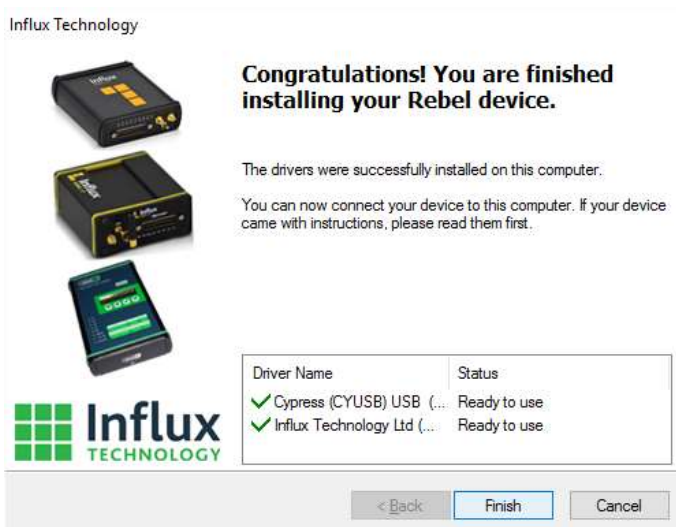 Influx Technology
Congratulations! You are finished
installing your Rebel device.
The drivers were successfully installed on this computer.
You can now connect your device to this computer. If your device
came with instructions, please read them first.
Driver Name Status
Cypress (CYUSB) USB (... Ready to use
Influx Technology Ltd (... Ready to use
Influx
TECHNOLOGY
< Back Finish Cancel